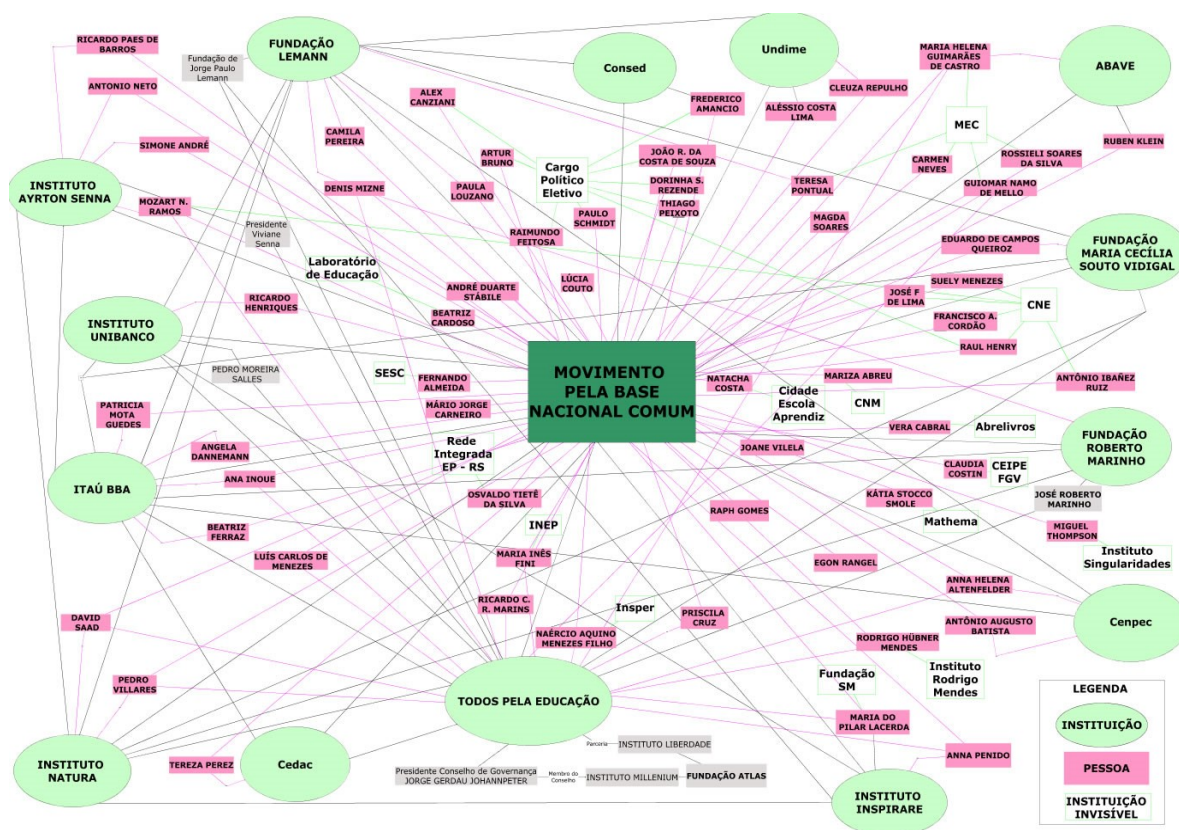 RICARDO PAES DE
BARROS
FUNDAÇÃO
LEMANN
Fundação de
Jorge Paulo
Lemann
ANTONIO NETO
SIMONE ANDRÉ
INSTITUTO
AYRTON SENNA
MOZART N.
RAMOS
Presidente
Viviane
Senna
ALEX
CANZIANI
CAMILA
PEREIRA
DENIS MIZNE
ARTUR
BRUNO
PAULA
LOUZANO
Consed
Undime
MARIA HELENA
GUIMARÃES
DE CASTRO
ABAVE
CLEUZA REPULHO
FREDERICO
AMANCIO
ALÉSSIO COSTA
LIMA
MEC
RUBEN KLEIN
Cargo
Político
Eletivo
JOÃO R. DA
COSTA DE SOUZA
DORINHA S.
REZENDE
THIAGO
PEIXOTO
TERESA
PONTUAL
CARMEN
NEVES
ROSSIELI SOARES
DA SILVA
GUIOMAR NAMO
DE MELLO
PAULO
SCHMIDT
MAGDA
SOARES
RAIMUNDO
FEITOSA
EDUARDO DE CAMPOS
QUEIROZ
FUNDAÇÃO
MARIA CECÍLIA
SOUTO VIDIGAL
Laboratório
de Educação
LÚCIA
COUTO
ANDRÉ DUARTE
STÁBILE
SUELY MENEZES
JOSÉ F
DE LIMA
CNE
RICARDO
HENRIQUES
BEATRIZ
CARDOSO
FRANCISCO A.
CORDÃO
RAUL HENRY
INSTITUTO
UNIBANCO
PEDRO MOREIRA
SALLES
SESC
FERNANDO
ALMEIDA
MOVIMENTO
PELA BASE
NACIONAL COMUM
NATACHA
COSTA
MARIZA ABREU
Cidade
Escola
Aprendiz
CNM
ANTÔNIO IBAÑEZ
RUIZ
PATRICIA
MOTA
GUEDES
MÁRIO JORGE
CARNEIRO
VERA CABRAL
Abrelivros
ANGELA
DANNEMANN
Rede
Integrada
EP - RS
JOANE VILELA
FUNDAÇÃO
ROBERTO
MARINHO
ITAÚ BBA
ANA INOUE
CLAUDIA
COSTIN
CEIPE
FGV
JOSÉ ROBERTO
MARINHO
OSVALDO TIETÊ
DA SILVA
RAPH GOMES
KÁTIA STOCCO
SMOLE
Mathema
MIGUEL
THOMPSON
Instituto
Singularidades
BEATRIZ
FERRAZ
INEP
LUÍS CARLOS DE
MENEZES
MARIA INÊS
FINI
EGON RANGEL
ANNA HELENA
ALTENFELDER
RICARDO C.
R. MARINS
Insper
PRISCILA
CRUZ
DAVID
SAAD
NAÉRCIO AQUINO
MENEZES FILHO
ANTÔNIO AUGUSTO
BATISTA
Cenpec
RODRIGO HÜBNER
MENDES
Instituto
Rodrigo
Mendes
PEDRO
VILLARES
TODOS PELA EDUCAÇÃO
Fundação
SM
MARIA DO
PILAR LACERDA
ANNA PENIDO
INSTITUTO
NATURA
TEREZA PEREZ
Cedac
Parceria
INSTITUTO LIBERDADE
Presidente Conselho de Governança
JORGE GERDAU JOHANNPETER
Membro do
Conselho
INSTITUTO MILLENIUM
FUNDAÇÃO ATLAS
INSTITUTO
INSPIRARE
LEGENDA
INSTITUIÇÃO
PESSOA
INSTITUIÇÃO
INVISÍVEL